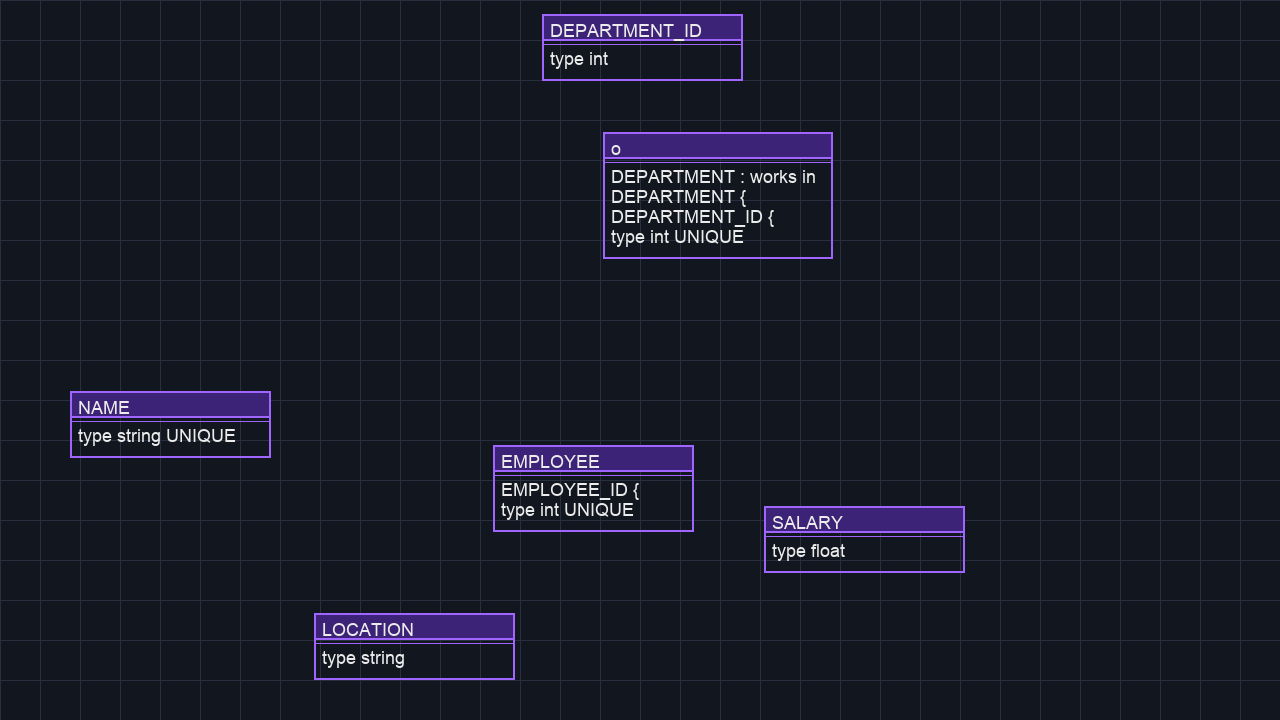 DEPARTMENT_ID
type int
o
DEPARTMENT : works in
DEPARTMENT {
DEPARTMENT_ID {
type int UNIQUE
NAME
type string UNIQUE
EMPLOYEE
EMPLOYEE_ID {
type int UNIQUE
SALARY
type float
LOCATION
type string